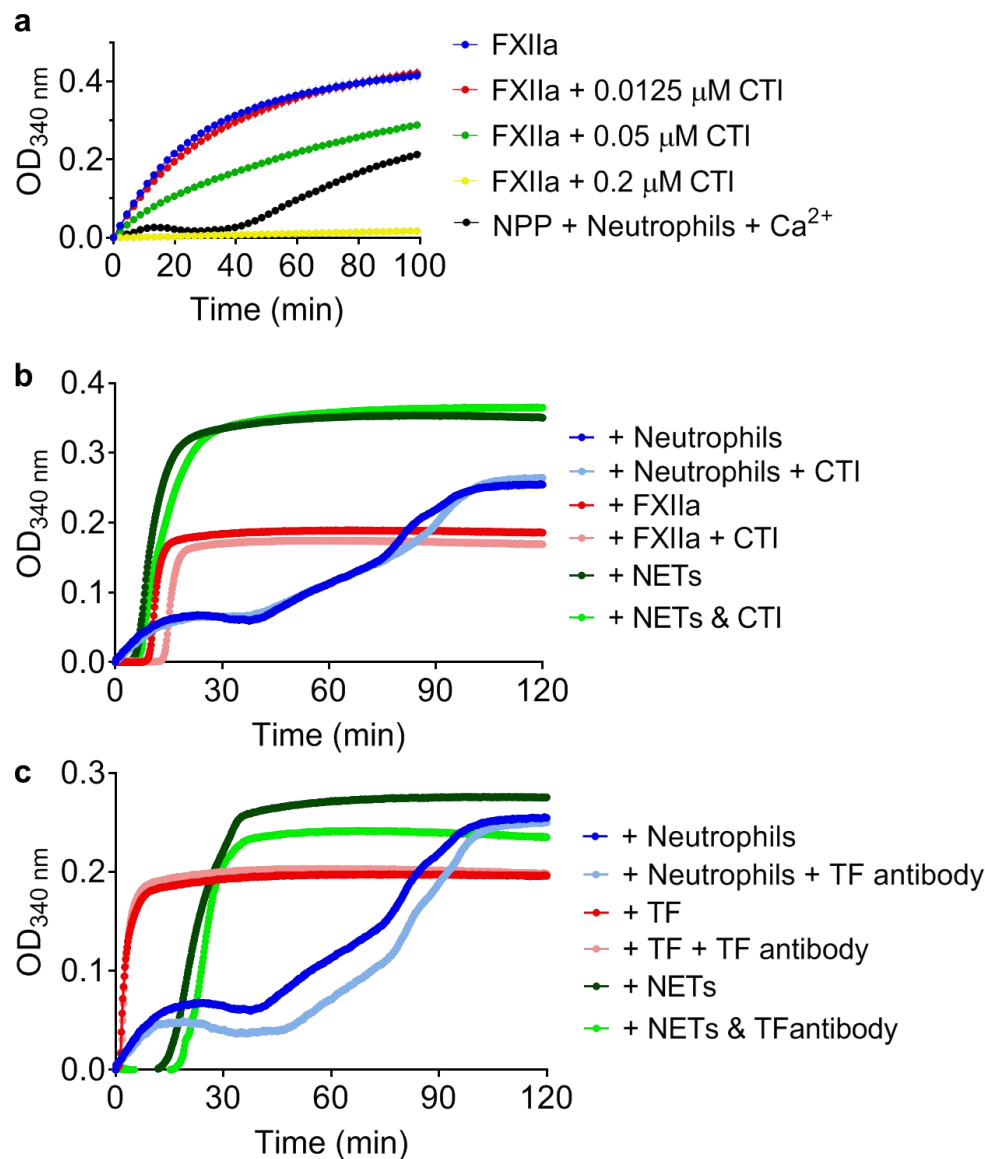 a
OD340 nm
0.4
0.2
0.0
0 20 40 60 80 100
Time (min)
FXIIa
FXIIa + 0.0125 μM CTI
FXIIa + 0.05 μM CTI
FXIIa + 0.2 μM CTI
NPP + Neutrophils + Ca2+
b
OD340 nm
0.4
0.3
0.2
0.1
0.0
0 30 60 90 120
Time (min)
+ Neutrophils
+ Neutrophils + CTI
+ FXIIa
+ FXIIa + CTI
+ NETs
+ NETs & CTI
c
OD340 nm
0.3
0.2
0.1
0.0
0 30 60 90 120
Time (min)
+ Neutrophils
+ Neutrophils + TF antibody
+ TF
+ TF + TF antibody
+ NETs
+ NETs & TFantibody